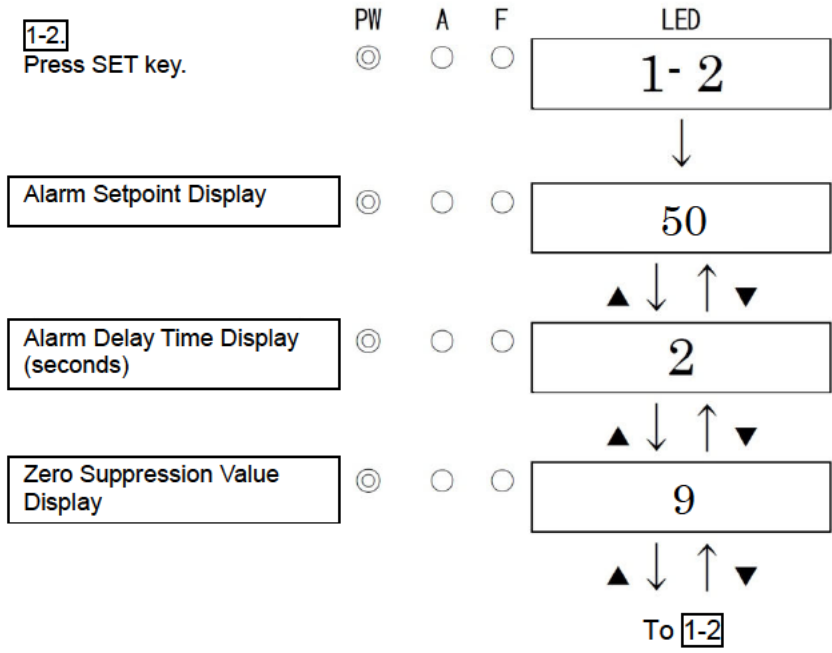 PW A F LED
1-2.
Press SET key.
1- 2
↓
Alarm Setpoint Display
50
▲ ↓ ↑ ▼
Alarm Delay Time Display
(seconds)
2
▲ ↓ ↑ ▼
Zero Suppression Value
Display
9
▲ ↓ ↑ ▼
To 1-2